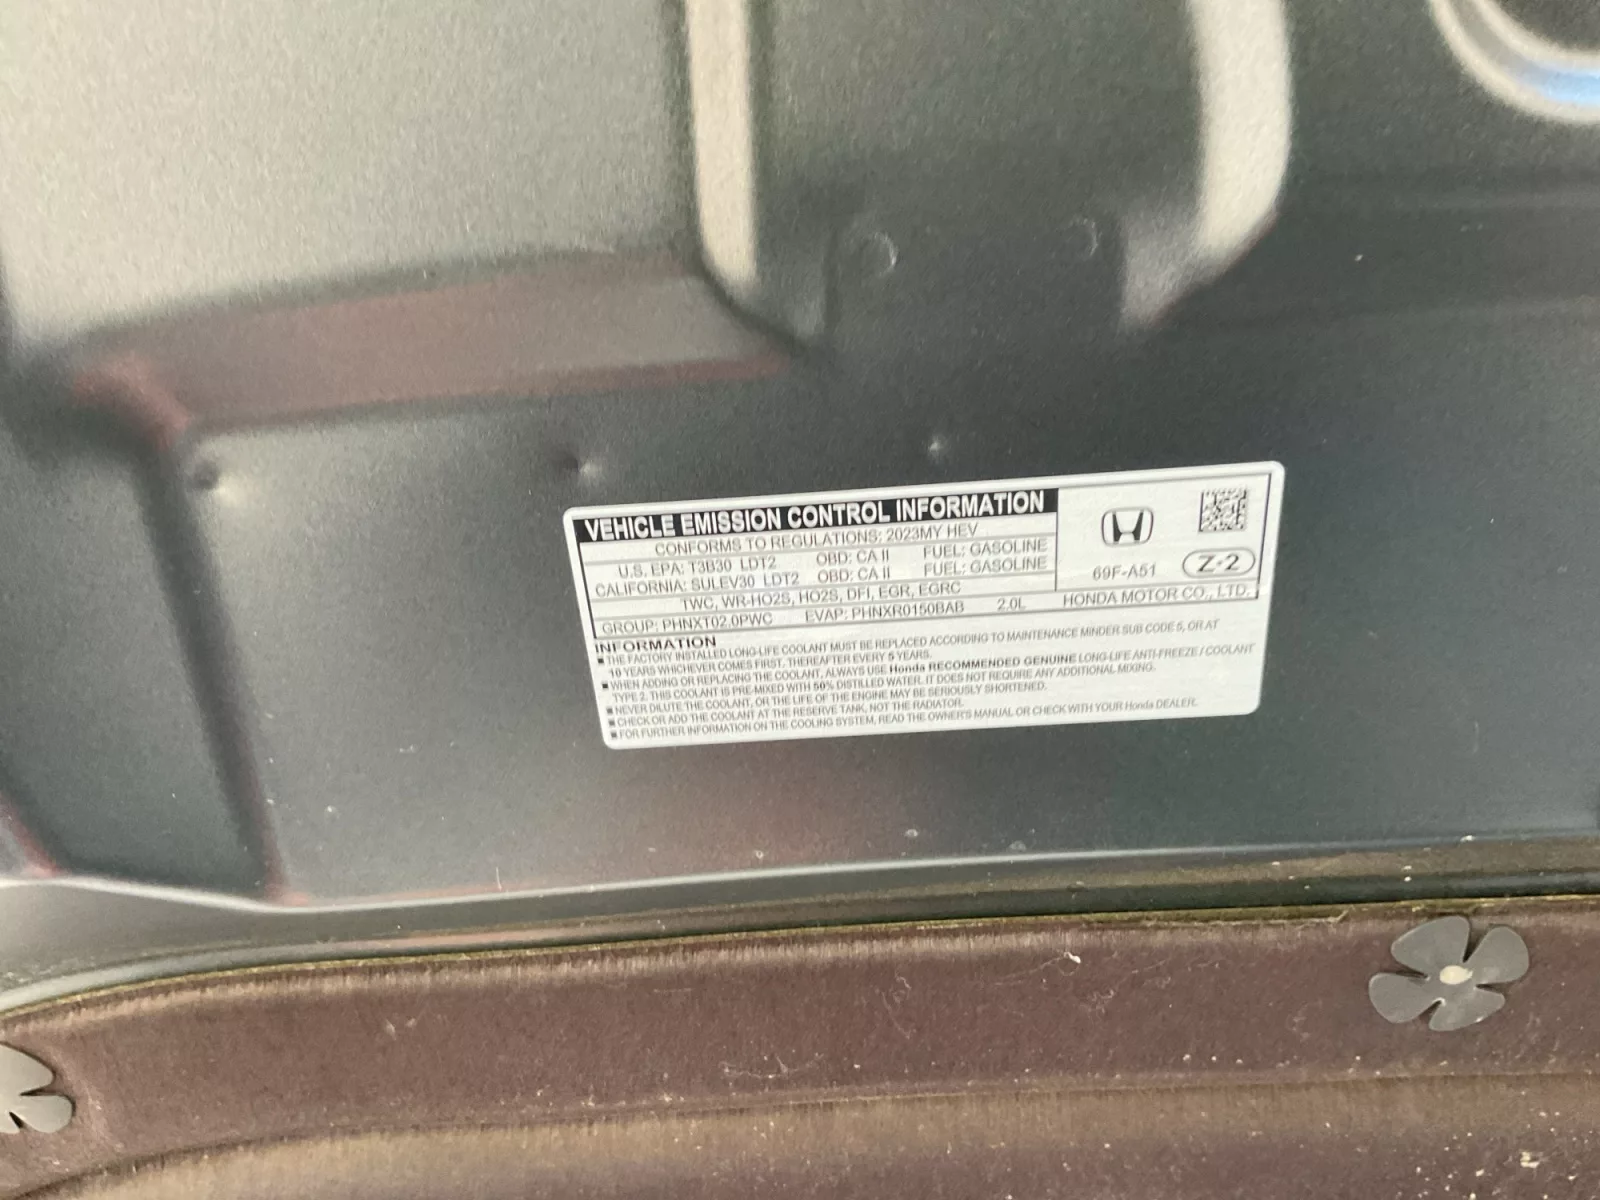 VEHICLE EMISSION CONTROL INFORMATION
CONFORMS TO REGULATIONS: 2023MY HEV
U.S. EPA: T3B30 LDT2 OBD: CA II FUEL: GASOLINE
CALIFORNIA: SULEV30 LDT2 OBD: CA II FUEL: GASOLINE
69F-A51 Z-2
TWC, WR-HO2S, HO2S, DFI, EGR, EGRC
GROUP: PHNXT02.0PWC EVAP: PHNXR0150BAB 2.0L HONDA MOTOR CO., LTD.
INFORMATION
■ THE FACTORY INSTALLED LONG-LIFE COOLANT MUST BE REPLACED ACCORDING TO MAINTENANCE MINDER SUB CODE 5, OR AT
10 YEARS WHICHEVER COMES FIRST. THEREAFTER EVERY 5 YEARS.
■ WHEN ADDING OR REPLACING THE COOLANT, ALWAYS USE Honda RECOMMENDED GENUINE LONG-LIFE ANTI-FREEZE / COOLANT
TYPE 2. THIS COOLANT IS PRE-MIXED WITH 50% DISTILLED WATER. IT DOES NOT REQUIRE ANY ADDITIONAL MIXING.
■ NEVER DILUTE THE COOLANT, OR THE LIFE OF THE ENGINE MAY BE SERIOUSLY SHORTENED.
■ CHECK OR ADD THE COOLANT AT THE RESERVE TANK, NOT THE RADIATOR.
■ FOR FURTHER INFORMATION ON THE COOLING SYSTEM, READ THE OWNER'S MANUAL OR CHECK WITH YOUR Honda DEALER.